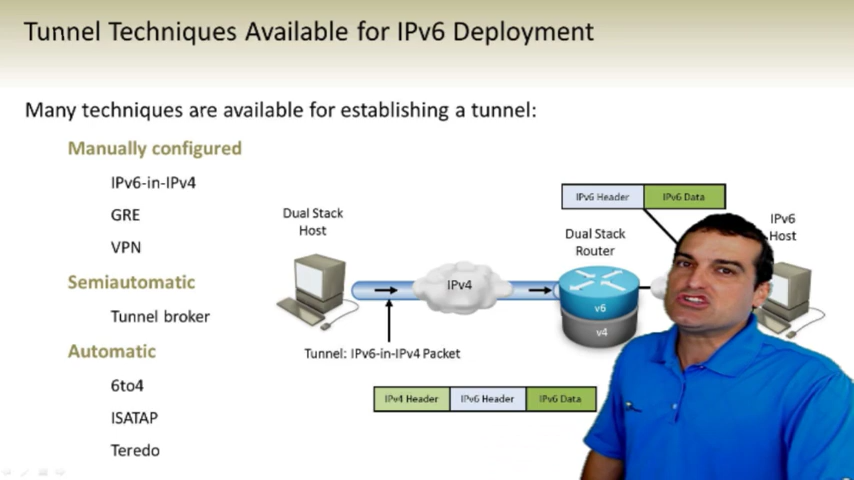 Tunnel Techniques Available for IPv6 Deployment
Many techniques are available for establishing a tunnel:
Manually configured
IPv6-in-IPv4
GRE
VPN
Semiautomatic
Tunnel broker
Automatic
6to4
ISATAP
Teredo
Dual Stack
Host
IPv4
Tunnel: IPv6-in-IPv4 Packet
IPv4 Header IPv6 Header IPv6 Data
IPv6 Header IPv6 Data
Dual Stack
Router
v6
v4
IPv6
Host